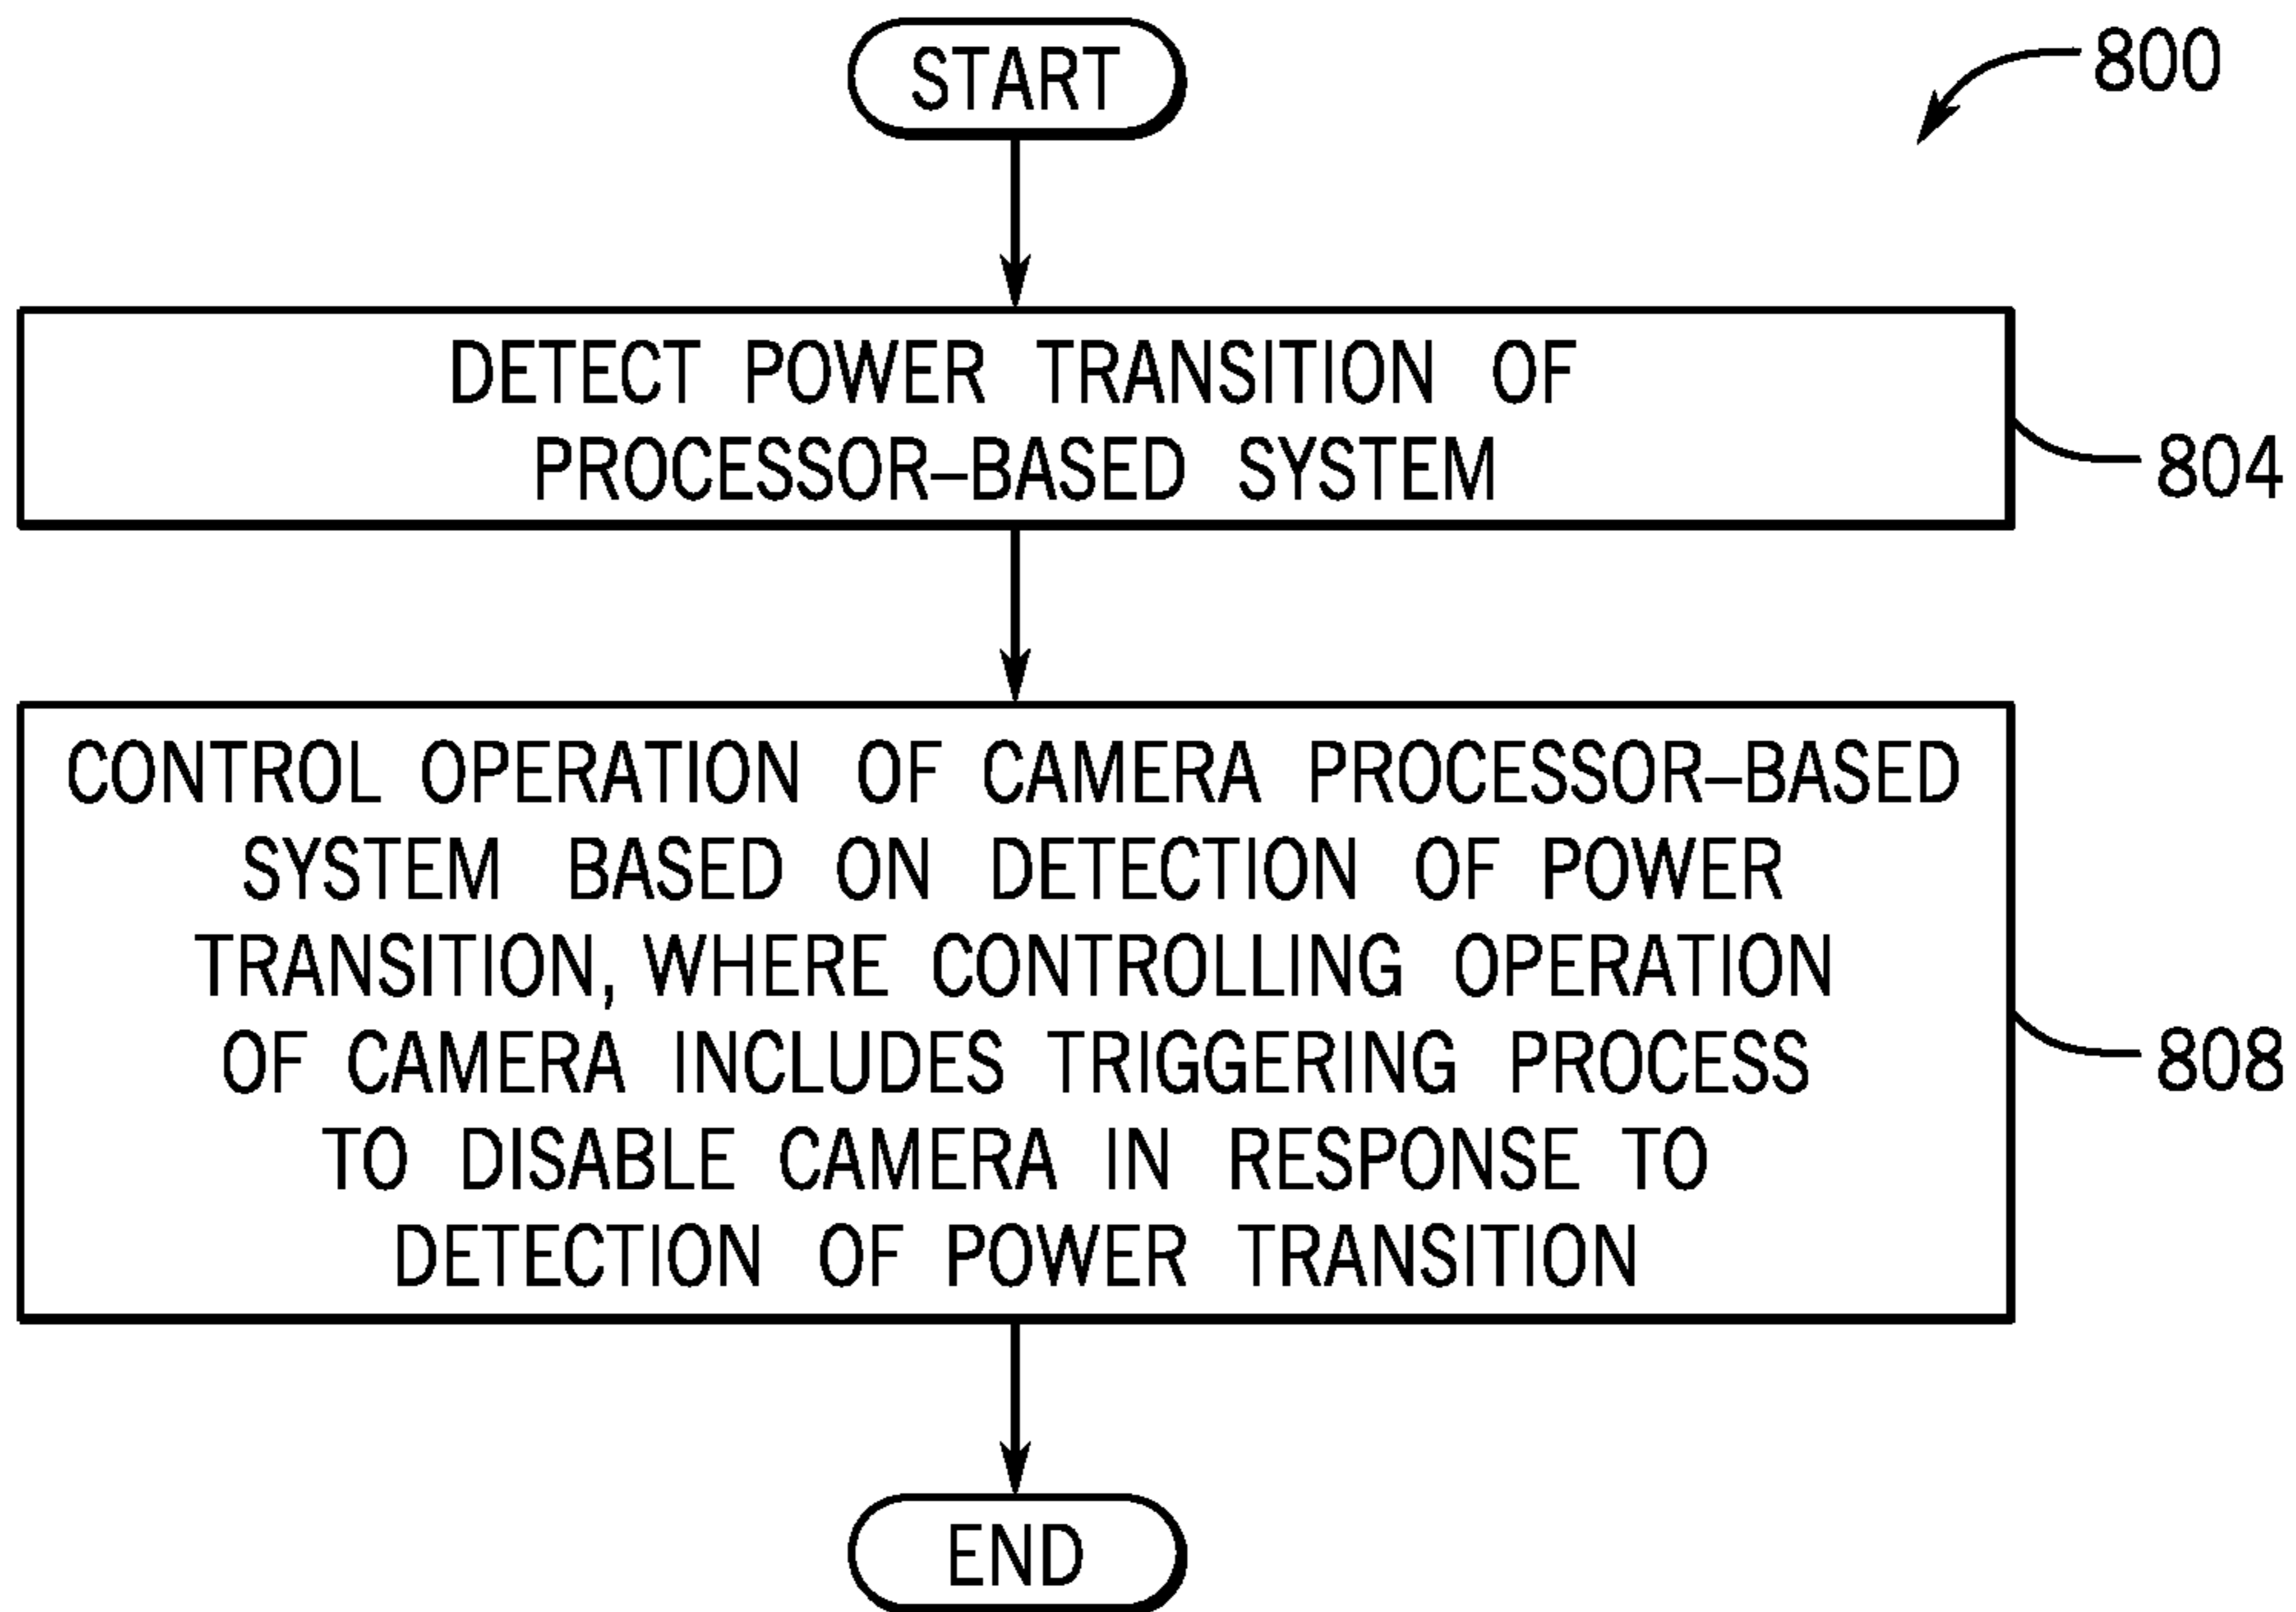 START
800
DETECT POWER TRANSITION OF
PROCESSOR–BASED SYSTEM
804
CONTROL OPERATION OF CAMERA PROCESSOR–BASED
SYSTEM BASED ON DETECTION OF POWER
TRANSITION, WHERE CONTROLLING OPERATION
OF CAMERA INCLUDES TRIGGERING PROCESS
TO DISABLE CAMERA IN RESPONSE TO
DETECTION OF POWER TRANSITION
808
END